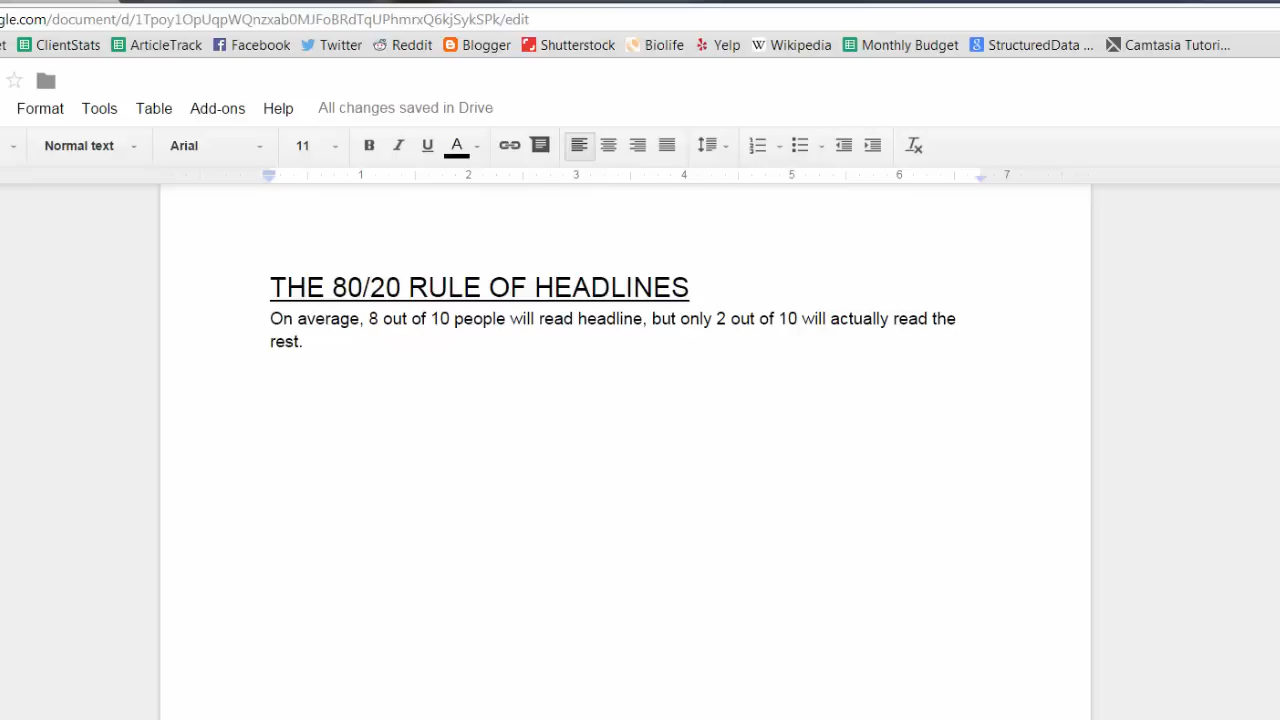 gle.com/document/d/1Tpoy1OpUqpWQnzxab0MJFoBRdTqUPhmrxQ6kjSykSPk/edit
et ClientStats ArticleTrack Facebook Twitter Reddit Blogger Shutterstock Biolife Yelp Wikipedia Monthly Budget StructuredData ... Camtasia Tutori...
Format Tools Table Add-ons Help All changes saved in Drive
Normal text Arial 11 B I U A
1 2 3 4 5 6 7
THE 80/20 RULE OF HEADLINES
On average, 8 out of 10 people will read headline, but only 2 out of 10 will actually read the
rest.